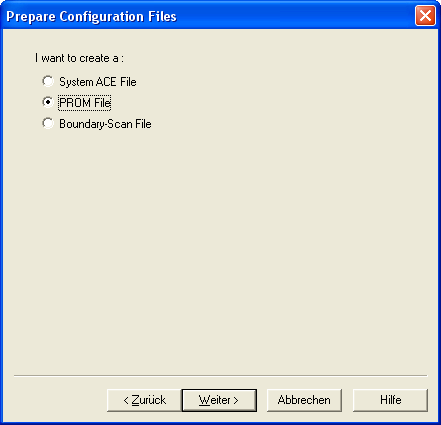 Prepare Configuration Files
I want to create a :
System ACE File
PROM File
Boundary-Scan File
< Zurück Weiter > Abbrechen Hilfe